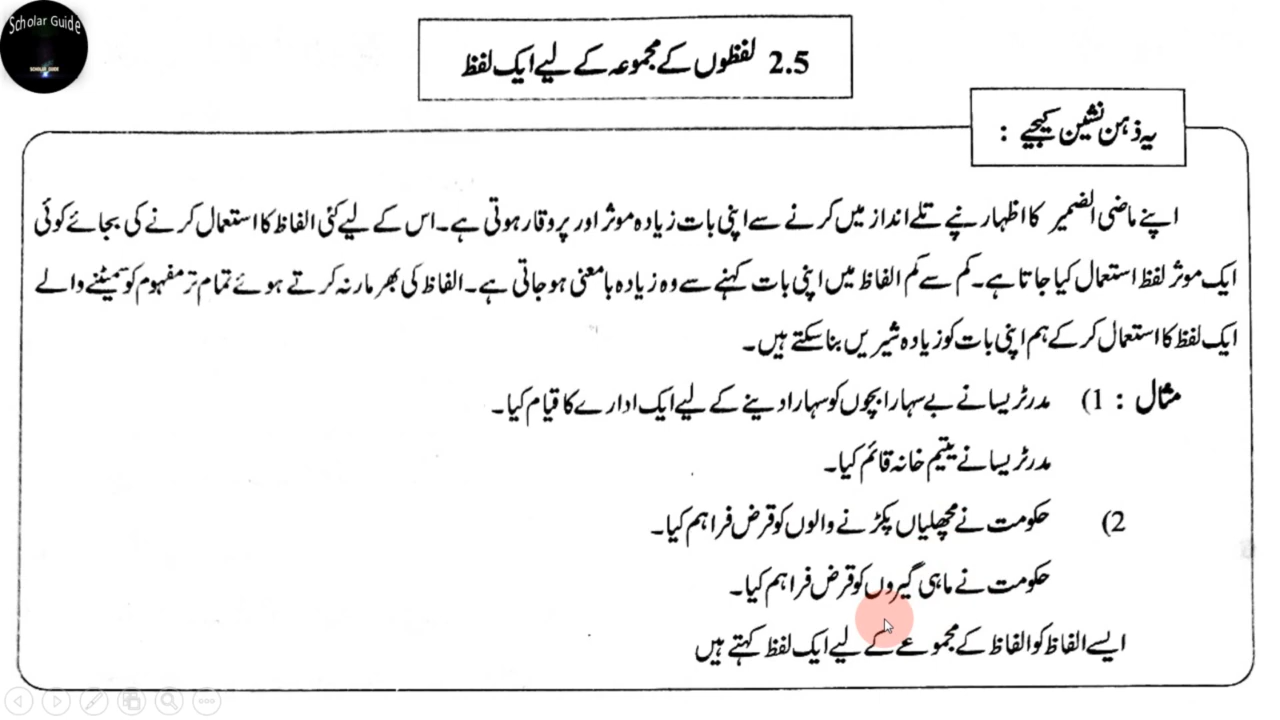 Scholar Guide
SCHOLAR GUIDE
2.5 لفظوں کے مجموعہ کے لیے ایک لفظ
یہ ذہن نشین کیجیے :
اپنے ماضی الضمیر کا اظہار نپے تلے انداز میں کرنے سے اپنی بات زیادہ موثر اور پروقار ہوتی ہے۔ اس کے لیے کئی الفاظ کا استعمال کرنے کی بجائے کوئی
ایک موثر لفظ استعمال کیا جاتا ہے۔ کم سے کم الفاظ میں اپنی بات کہنے سے وہ زیادہ بامعنی ہوجاتی ہے۔ الفاظ کی بھرمار نہ کرتے ہوئے تمام تر مفہوم کو سمیٹنے والے
ایک لفظ کا استعمال کر کے ہم اپنی بات کو زیادہ شیریں بنا سکتے ہیں۔
مثال : 1) مدر ٹریسا نے بے سہارا بچوں کو سہارا دینے کے لیے ایک ادارے کا قیام کیا۔
مدر ٹریسا نے یتیم خانہ قائم کیا۔
2) حکومت نے مچھلیاں پکڑنے والوں کو قرض فراہم کیا۔
حکومت نے ماہی گیروں کو قرض فراہم کیا۔
ایسے الفاظ کو الفاظ کے مجموعے کے لیے ایک لفظ کہتے ہیں